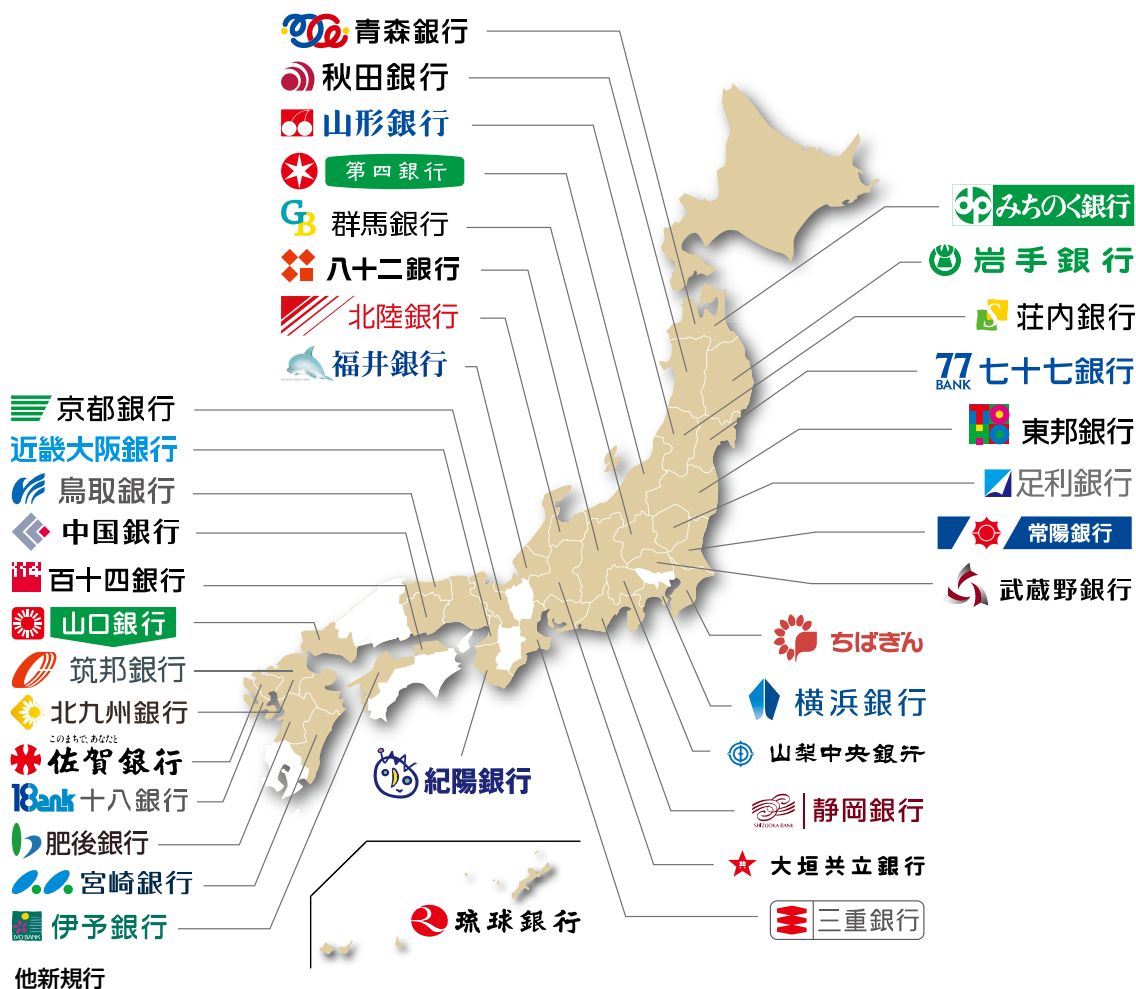 青森銀行
秋田銀行
山形銀行
第四銀行
GB 群馬銀行
八十二銀行
北陸銀行
福井銀行
京都銀行
近畿大阪銀行
鳥取銀行
中国銀行
114 百十四銀行
山口銀行
筑邦銀行
北九州銀行
このまちで、あなたと
佐賀銀行
18Bank 十八銀行
肥後銀行
宮崎銀行
IYO BANK 伊予銀行
他新規行
dp みちのく銀行
岩手銀行
S 荘内銀行
77 BANK 七十七銀行
TOHO 東邦銀行
足利銀行
常陽銀行
武蔵野銀行
ちばぎん
横浜銀行
山梨中央銀行
SHIZUOKA BANK 静岡銀行
共 大垣共立銀行
三重銀行
紀陽銀行
琉球銀行